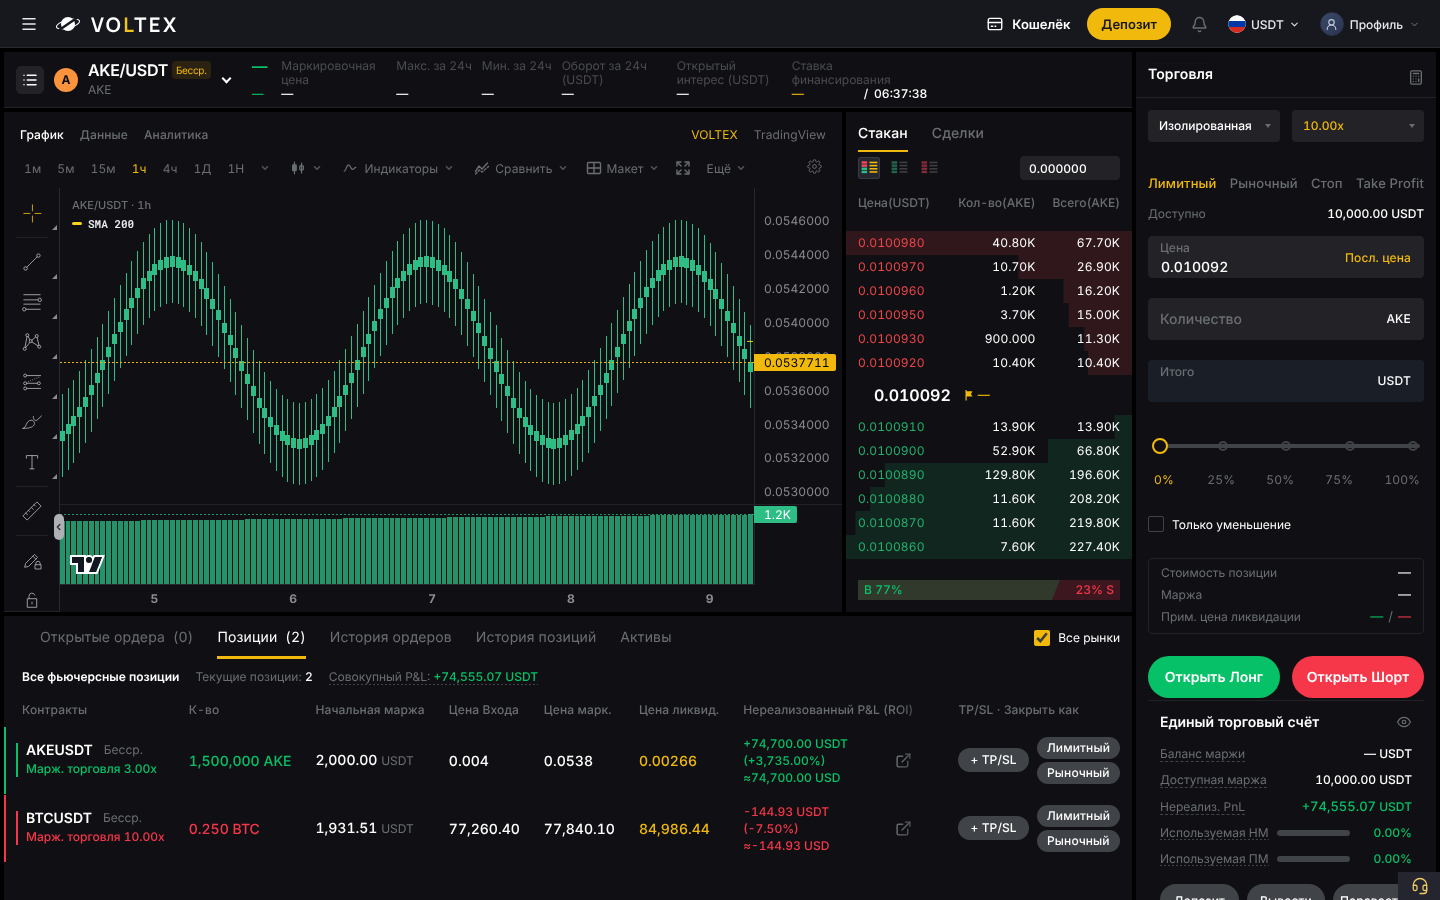 VOLTEX
Кошелёк
Депозит
USDT
Профиль
AKE/USDT Бесср.
AKE
—
—
Маркировочная цена
—
Макс. за 24ч
—
Мин. за 24ч
—
Оборот за 24ч (USDT)
—
Открытый интерес (USDT)
—
Ставка финансирования
— / 06:37:38
График Данные Аналитика
VOLTEX TradingView
1м 5м 15м 1ч 4ч 1Д 1Н
Индикаторы Сравнить Макет Ещё
AKE/USDT · 1h
SMA 200
0.0546000
0.0544000
0.0542000
0.0540000
0.0537711
0.0536000
0.0534000
0.0532000
0.0530000
1.2K
5 6 7 8 9
Стакан Сделки
0.000000
Цена(USDT) Кол-во(AKE) Всего(AKE)
0.0100980 40.80K 67.70K
0.0100970 10.70K 26.90K
0.0100960 1.20K 16.20K
0.0100950 3.70K 15.00K
0.0100930 900.000 11.30K
0.0100920 10.40K 10.40K
0.010092 —
0.0100910 13.90K 13.90K
0.0100900 52.90K 66.80K
0.0100890 129.80K 196.60K
0.0100880 11.60K 208.20K
0.0100870 11.60K 219.80K
0.0100860 7.60K 227.40K
B 77% 23% S
Торговля
Изолированная 10.00x
Лимитный Рыночный Стоп Take Profit
Доступно 10,000.00 USDT
Цена
0.010092 Посл. цена
Количество AKE
Итого
USDT
0% 25% 50% 75% 100%
Только уменьшение
Стоимость позиции —
Маржа —
Прим. цена ликвидации — / —
Открыть Лонг Открыть Шорт
Единый торговый счёт
Баланс маржи — USDT
Доступная маржа 10,000.00 USDT
Нереализ. PnL +74,555.07 USDT
Используемая НМ 0.00%
Используемая ПМ 0.00%
Депозит Вывести Перевест
Открытые ордера (0) Позиции (2) История ордеров История позиций Активы
Все рынки
Все фьючерсные позиции Текущие позиции: 2 Совокупный P&L: +74,555.07 USDT
Контракты К-во Начальная маржа Цена Входа Цена марк. Цена ликвид. Нереализованный P&L (ROI) TP/SL · Закрыть как
AKEUSDT Бесср.
Марж. торговля 3.00x
1,500,000 AKE 2,000.00 USDT 0.004 0.0538 0.00266
+74,700.00 USDT
(+3,735.00%)
≈74,700.00 USD
+ TP/SL
Лимитный
Рыночный
BTCUSDT Бесср.
Марж. торговля 10.00x
0.250 BTC 1,931.51 USDT 77,260.40 77,840.10 84,986.44
-144.93 USDT
(-7.50%)
≈-144.93 USD
+ TP/SL
Лимитный
Рыночный